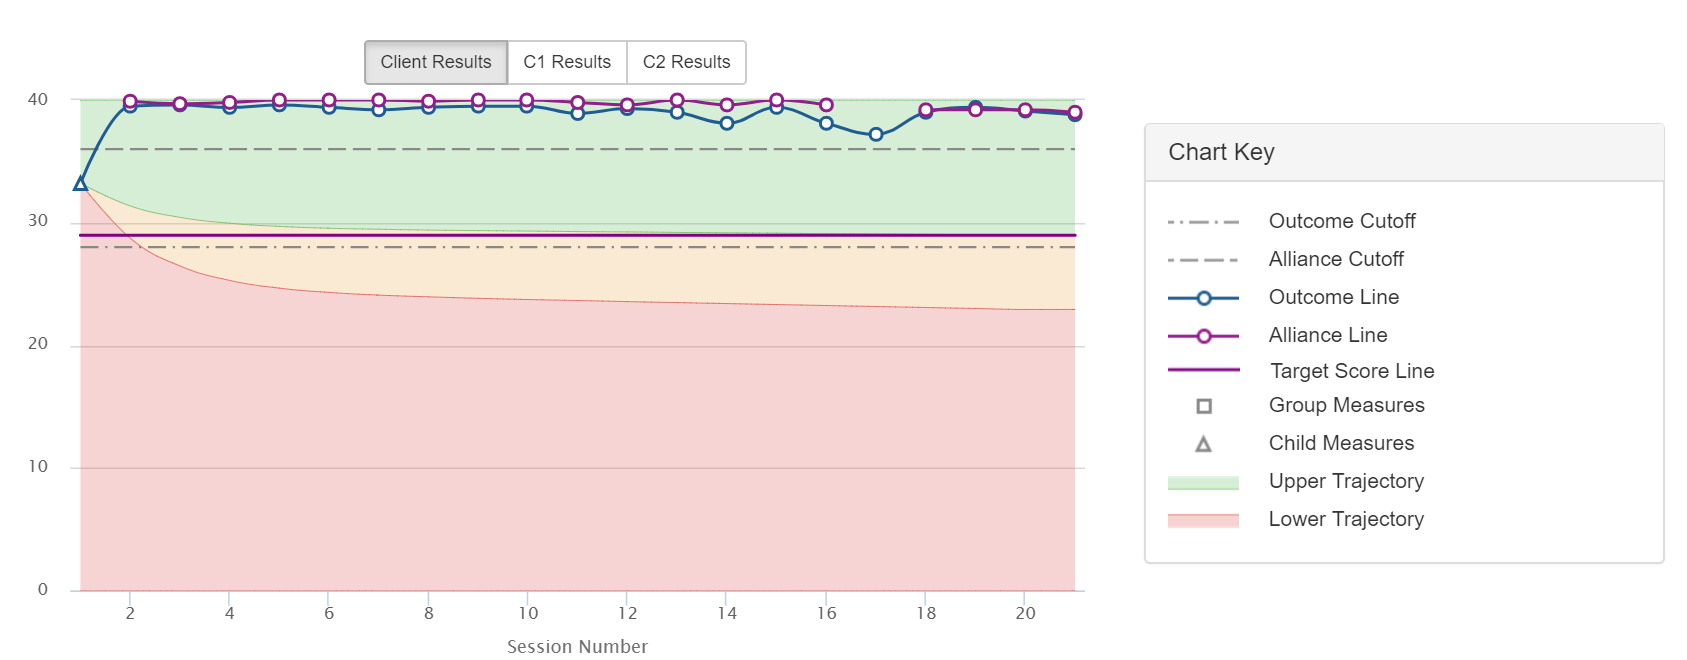 Client Results C1 Results C2 Results
40
30
20
10
0
2 4 6 8 10 12 14 16 18 20
Session Number
Chart Key
Outcome Cutoff
Alliance Cutoff
Outcome Line
Alliance Line
Target Score Line
Group Measures
Child Measures
Upper Trajectory
Lower Trajectory